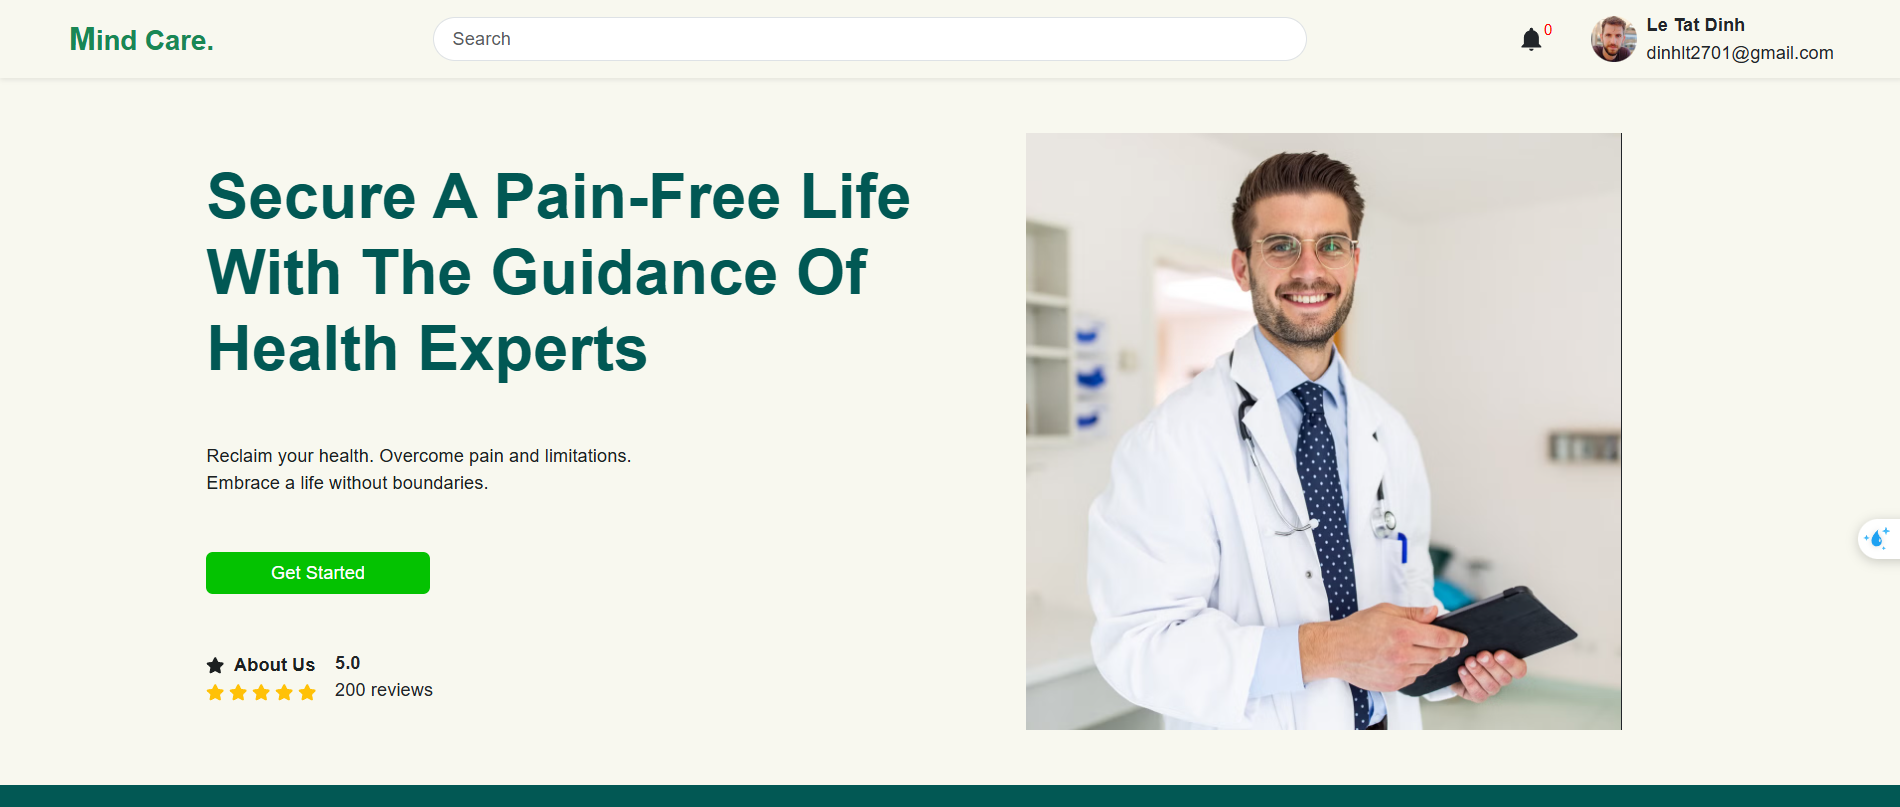 Mind Care.
Search
0
Le Tat Dinh
dinhlt2701@gmail.com
Secure A Pain-Free Life
With The Guidance Of
Health Experts
Reclaim your health. Overcome pain and limitations.
Embrace a life without boundaries.
Get Started
About Us
5.0
200 reviews